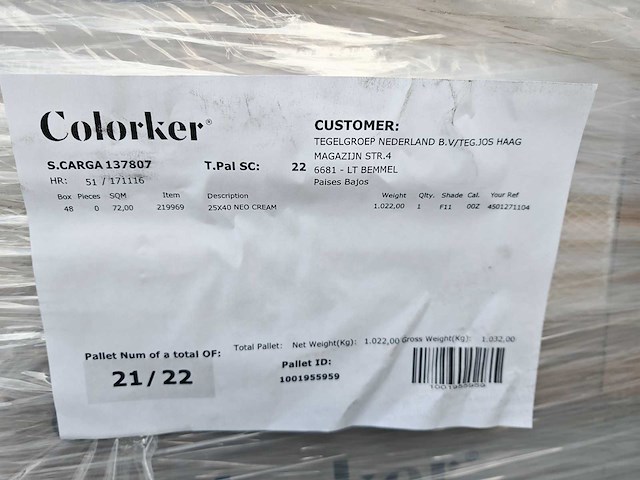 Colorker®
CUSTOMER:
TEGELGROEP NEDERLAND B.V/TEG.JOS HAAG
MAGAZIJN STR.4
6681 - LT BEMMEL
Paises Bajos
S.CARGA 137807 T.Pal SC: 22
HR: 51 / 171116
Box Pieces SQM Item Description Weight Qlty. Shade Cal. Your Ref
48 0 72,00 219969 25X40 NEO CREAM 1.022,00 1 F11 00Z 4501271104
Total Pallet: Net Weight(Kg): 1.022,00 Gross Weight(Kg): 1.032,00
Pallet Num of a total OF:
21/22
Pallet ID:
1001955959
1001955959
Colorker